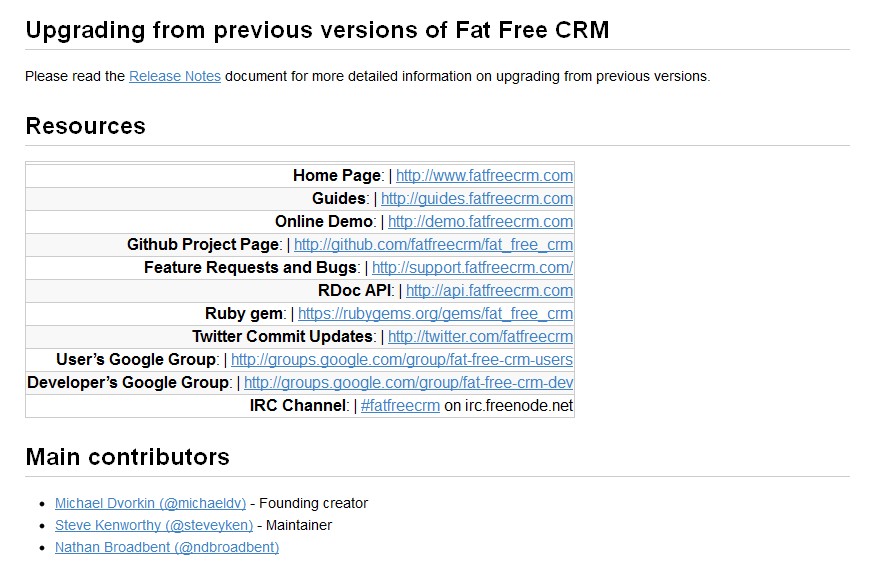 Upgrading from previous versions of Fat Free CRM
Please read the Release Notes document for more detailed information on upgrading from previous versions.
Resources
Home Page: | http://www.fatfreecrm.com
Guides: | http://guides.fatfreecrm.com
Online Demo: | http://demo.fatfreecrm.com
Github Project Page: | http://github.com/fatfreecrm/fat_free_crm
Feature Requests and Bugs: | http://support.fatfreecrm.com/
RDoc API: | http://api.fatfreecrm.com
Ruby gem: | https://rubygems.org/gems/fat_free_crm
Twitter Commit Updates: | http://twitter.com/fatfreecrm
User’s Google Group: | http://groups.google.com/group/fat-free-crm-users
Developer’s Google Group: | http://groups.google.com/group/fat-free-crm-dev
IRC Channel: | #fatfreecrm on irc.freenode.net
Main contributors
• Michael Dvorkin (@michaeldv) - Founding creator
• Steve Kenworthy (@steveyken) - Maintainer
• Nathan Broadbent (@ndbroadbent)